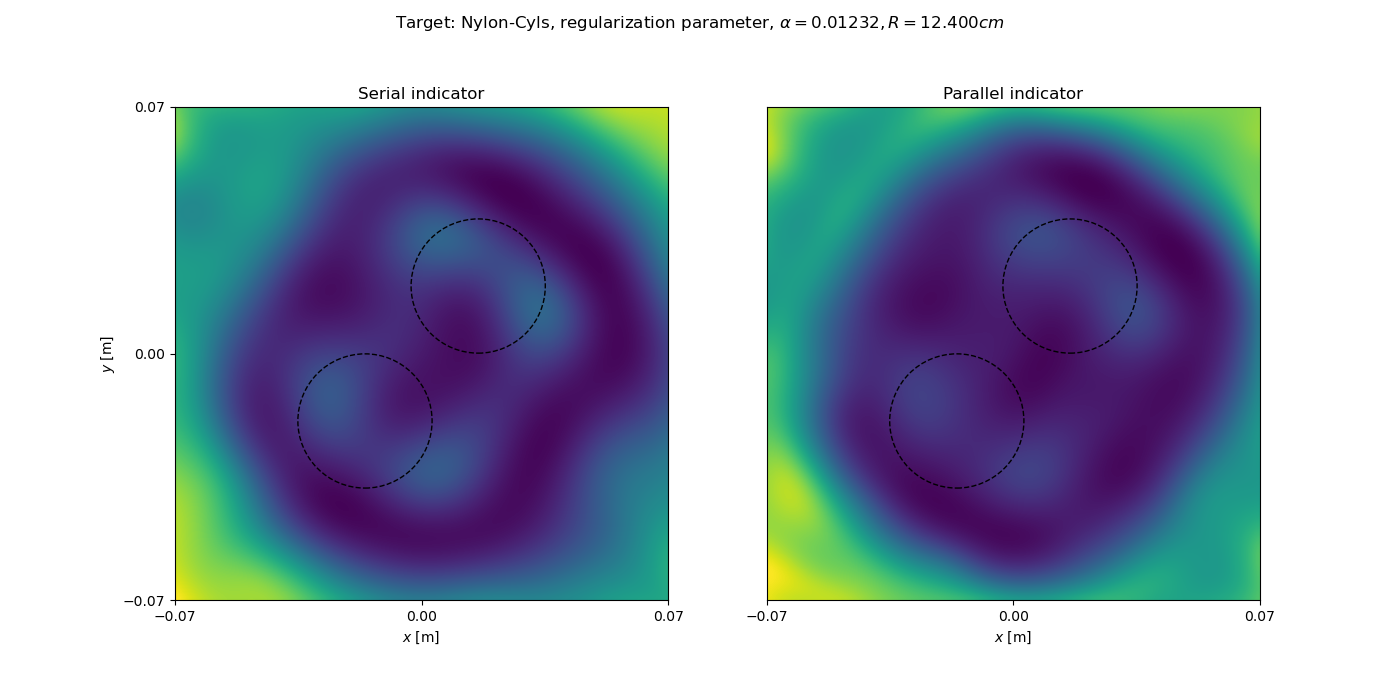 Target: Nylon-Cyls, regularization parameter, α = 0.01232, R = 12.400cm
Serial indicator
Parallel indicator
0.07
0.00
−0.07
y [m]
−0.07
0.00
0.07
x [m]
−0.07
0.00
0.07
x [m]